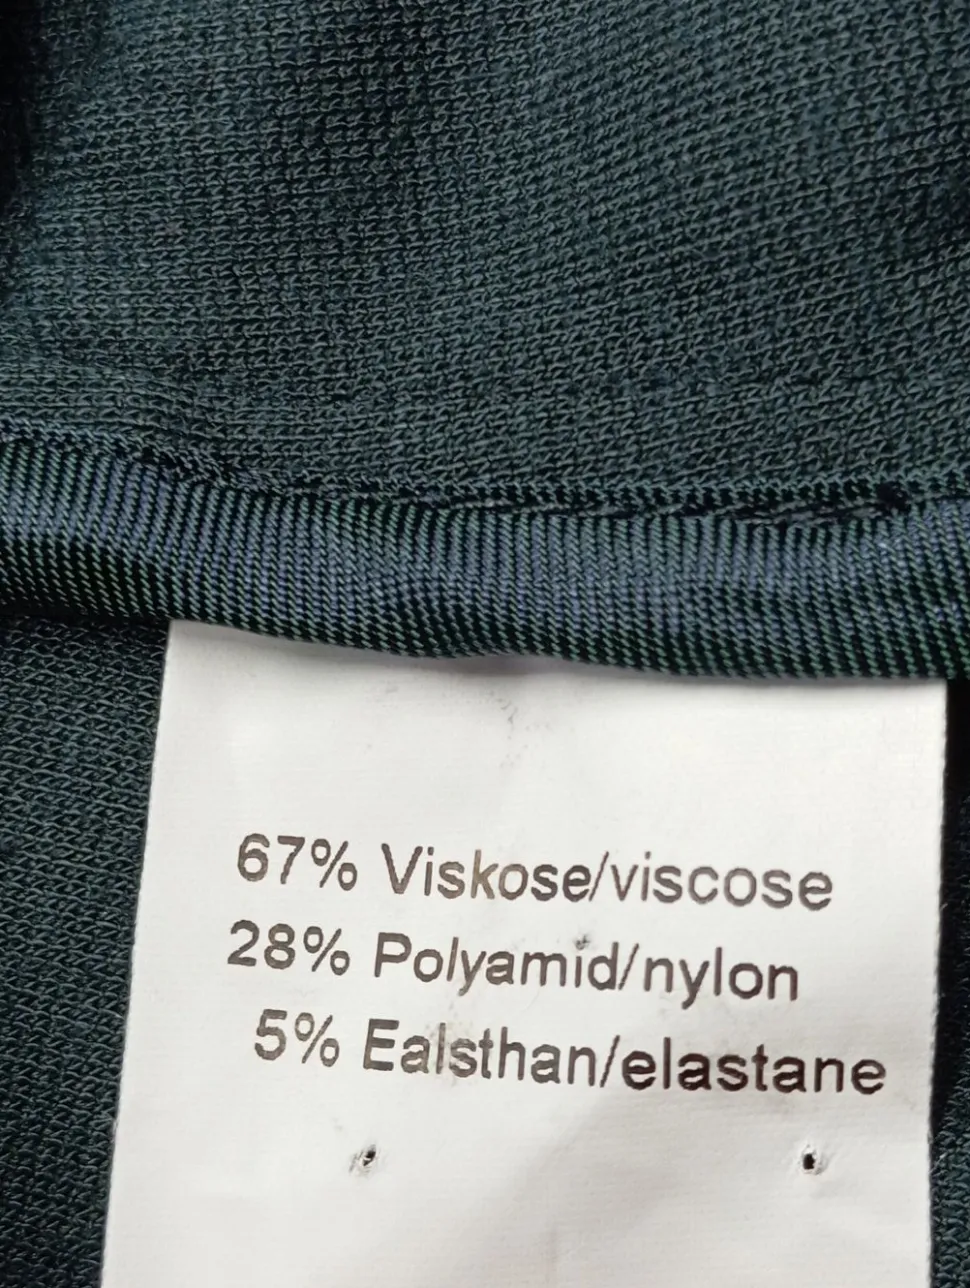 67% Viskose/viscose
28% Polyamid/nylon
5% Ealsthan/elastane